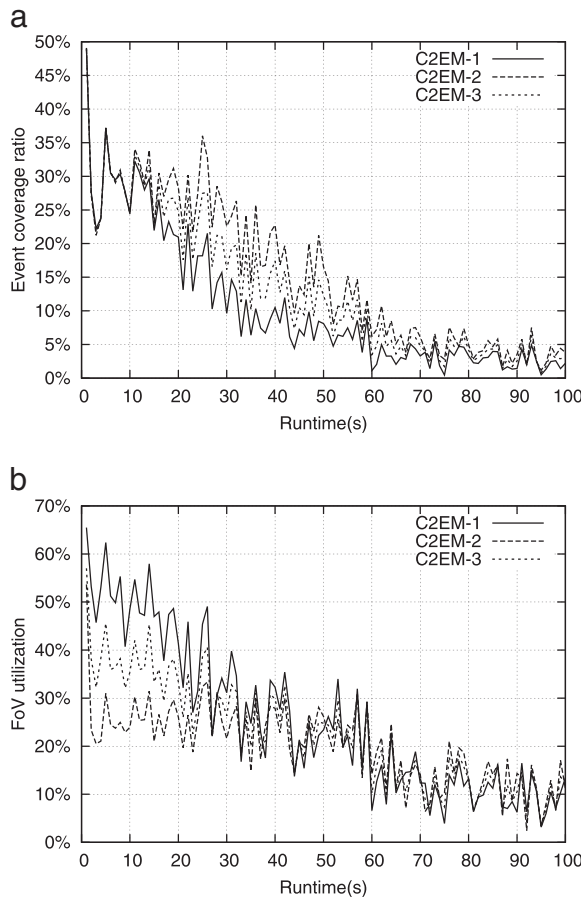 a
50%
45%
40%
35%
30%
25%
20%
15%
10%
5%
0%
Event coverage ratio
C2EM-1
C2EM-2
C2EM-3
0 10 20 30 40 50 60 70 80 90 100
Runtime(s)
b
70%
60%
50%
40%
30%
20%
10%
0%
FoV utilization
C2EM-1
C2EM-2
C2EM-3
0 10 20 30 40 50 60 70 80 90 100
Runtime(s)